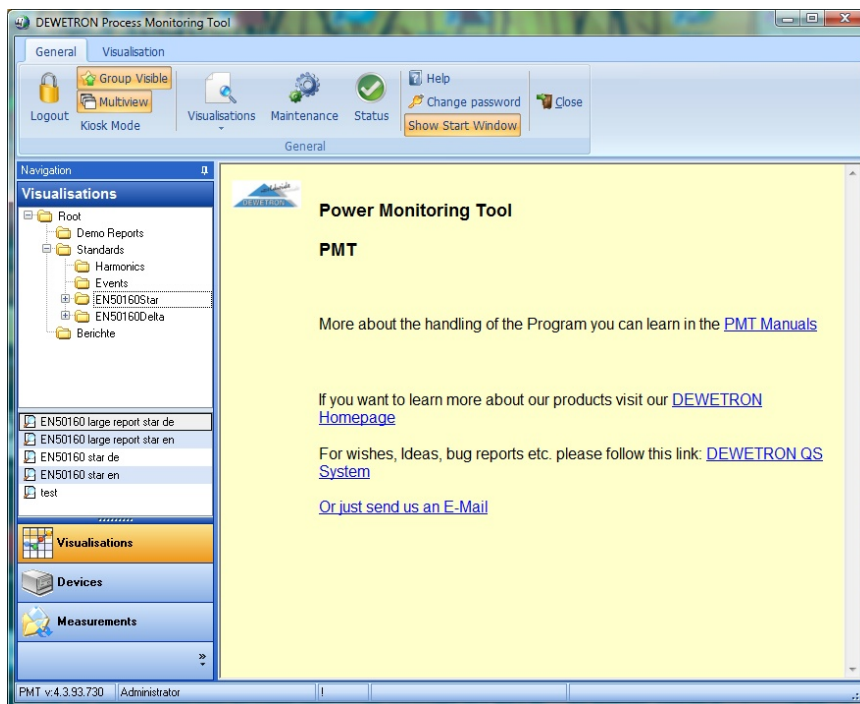 DEWETRON Process Monitoring Tool
General Visualisation
Logout
Group Visible
Multiview
Kiosk Mode
Visualisations
Maintenance
Status
Help
Change password
Show Start Window
Close
General
Navigation
Visualisations
Root
Demo Reports
Standards
Harmonics
Events
EN50160Star
EN50160Delta
Berichte
EN50160 large report star de
EN50160 large report star en
EN50160 star de
EN50160 star en
test
Visualisations
Devices
Measurements
DEWETRON
Power Monitoring Tool
PMT
More about the handling of the Program you can learn in the PMT Manuals
If you want to learn more about our products visit our DEWETRON
Homepage
For wishes, Ideas, bug reports etc. please follow this link: DEWETRON QS
System
Or just send us an E-Mail
PMT v:4.3.93.730 Administrator !